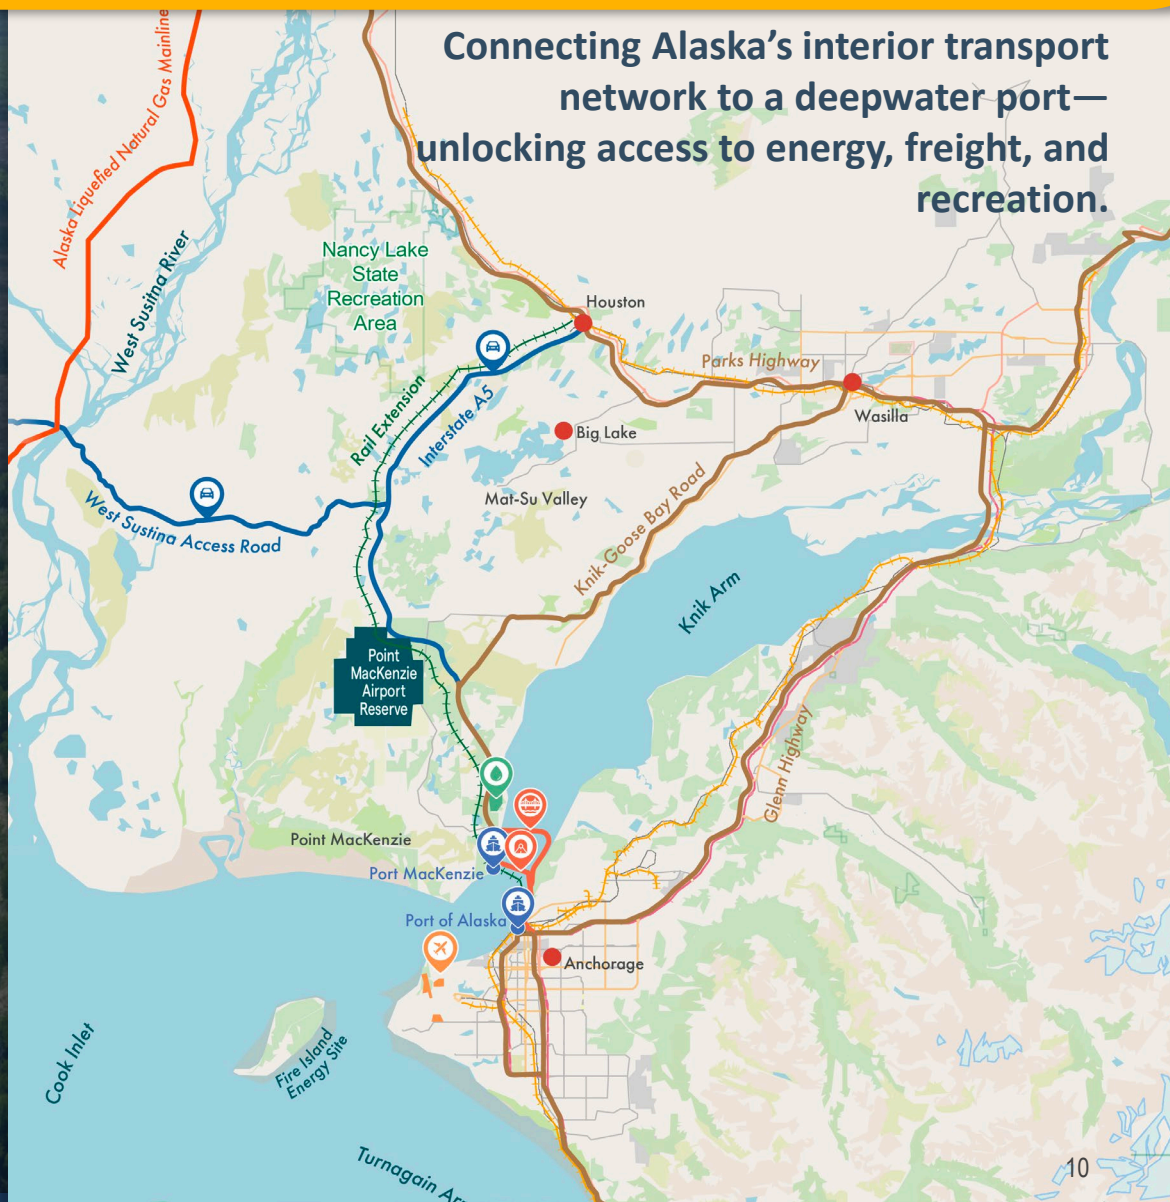 Connecting Alaska's interior transport
network to a deepwater port—
unlocking access to energy, freight, and
recreation.
Alaska Liquefied Natural Gas Mainline
West Susitna River
Nancy Lake
State
Recreation
Area
Houston
Parks Highway
Wasilla
Rail Extension
Interstate A5
Big Lake
Mat-Su Valley
West Sustina Access Road
Knik-Goose Bay Road
Knik Arm
Point
MacKenzie
Airport
Reserve
Glenn Highway
Point MacKenzie
Port MacKenzie
Port of Alaska
Anchorage
Cook Inlet
Fire Island
Energy Site
Turnagain
10